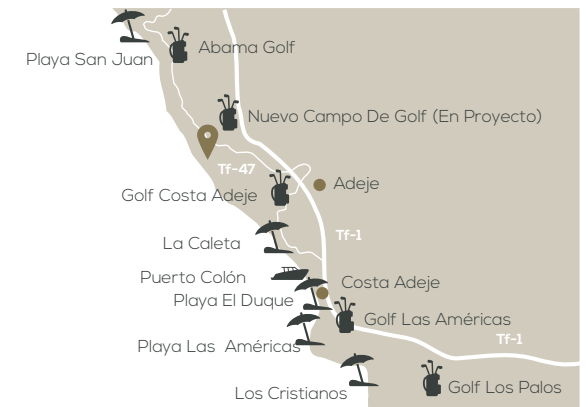 Abama Golf
Playa San Juan
Nuevo Campo De Golf (En Proyecto)
Tf-47
Adeje
Golf Costa Adeje
Tf-1
La Caleta
Puerto Colón
Costa Adeje
Playa El Duque
Golf Las Américas
Tf-1
Playa Las Américas
Golf Los Palos
Los Cristianos